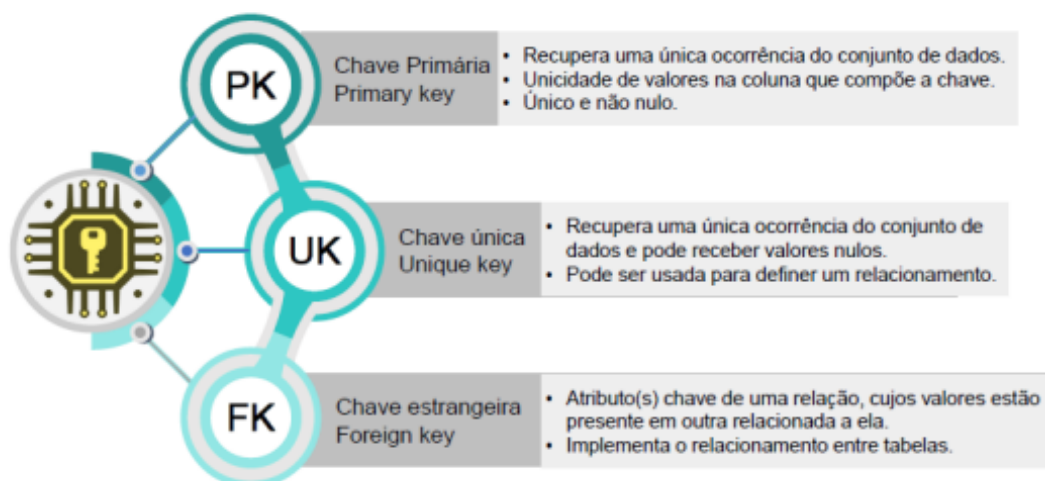 PK
Chave Primária
Primary key
• Recupera uma única ocorrência do conjunto de dados.
• Unicidade de valores na coluna que compõe a chave.
• Único e não nulo.
UK
Chave única
Unique key
• Recupera uma única ocorrência do conjunto de
dados e pode receber valores nulos.
• Pode ser usada para definer um relacionamento.
FK
Chave estrangeira
Foreign key
• Atributo(s) chave de uma relação, cujos valores estão
presente em outra relacionada a ela.
• Implementa o relacionamento entre tabelas.